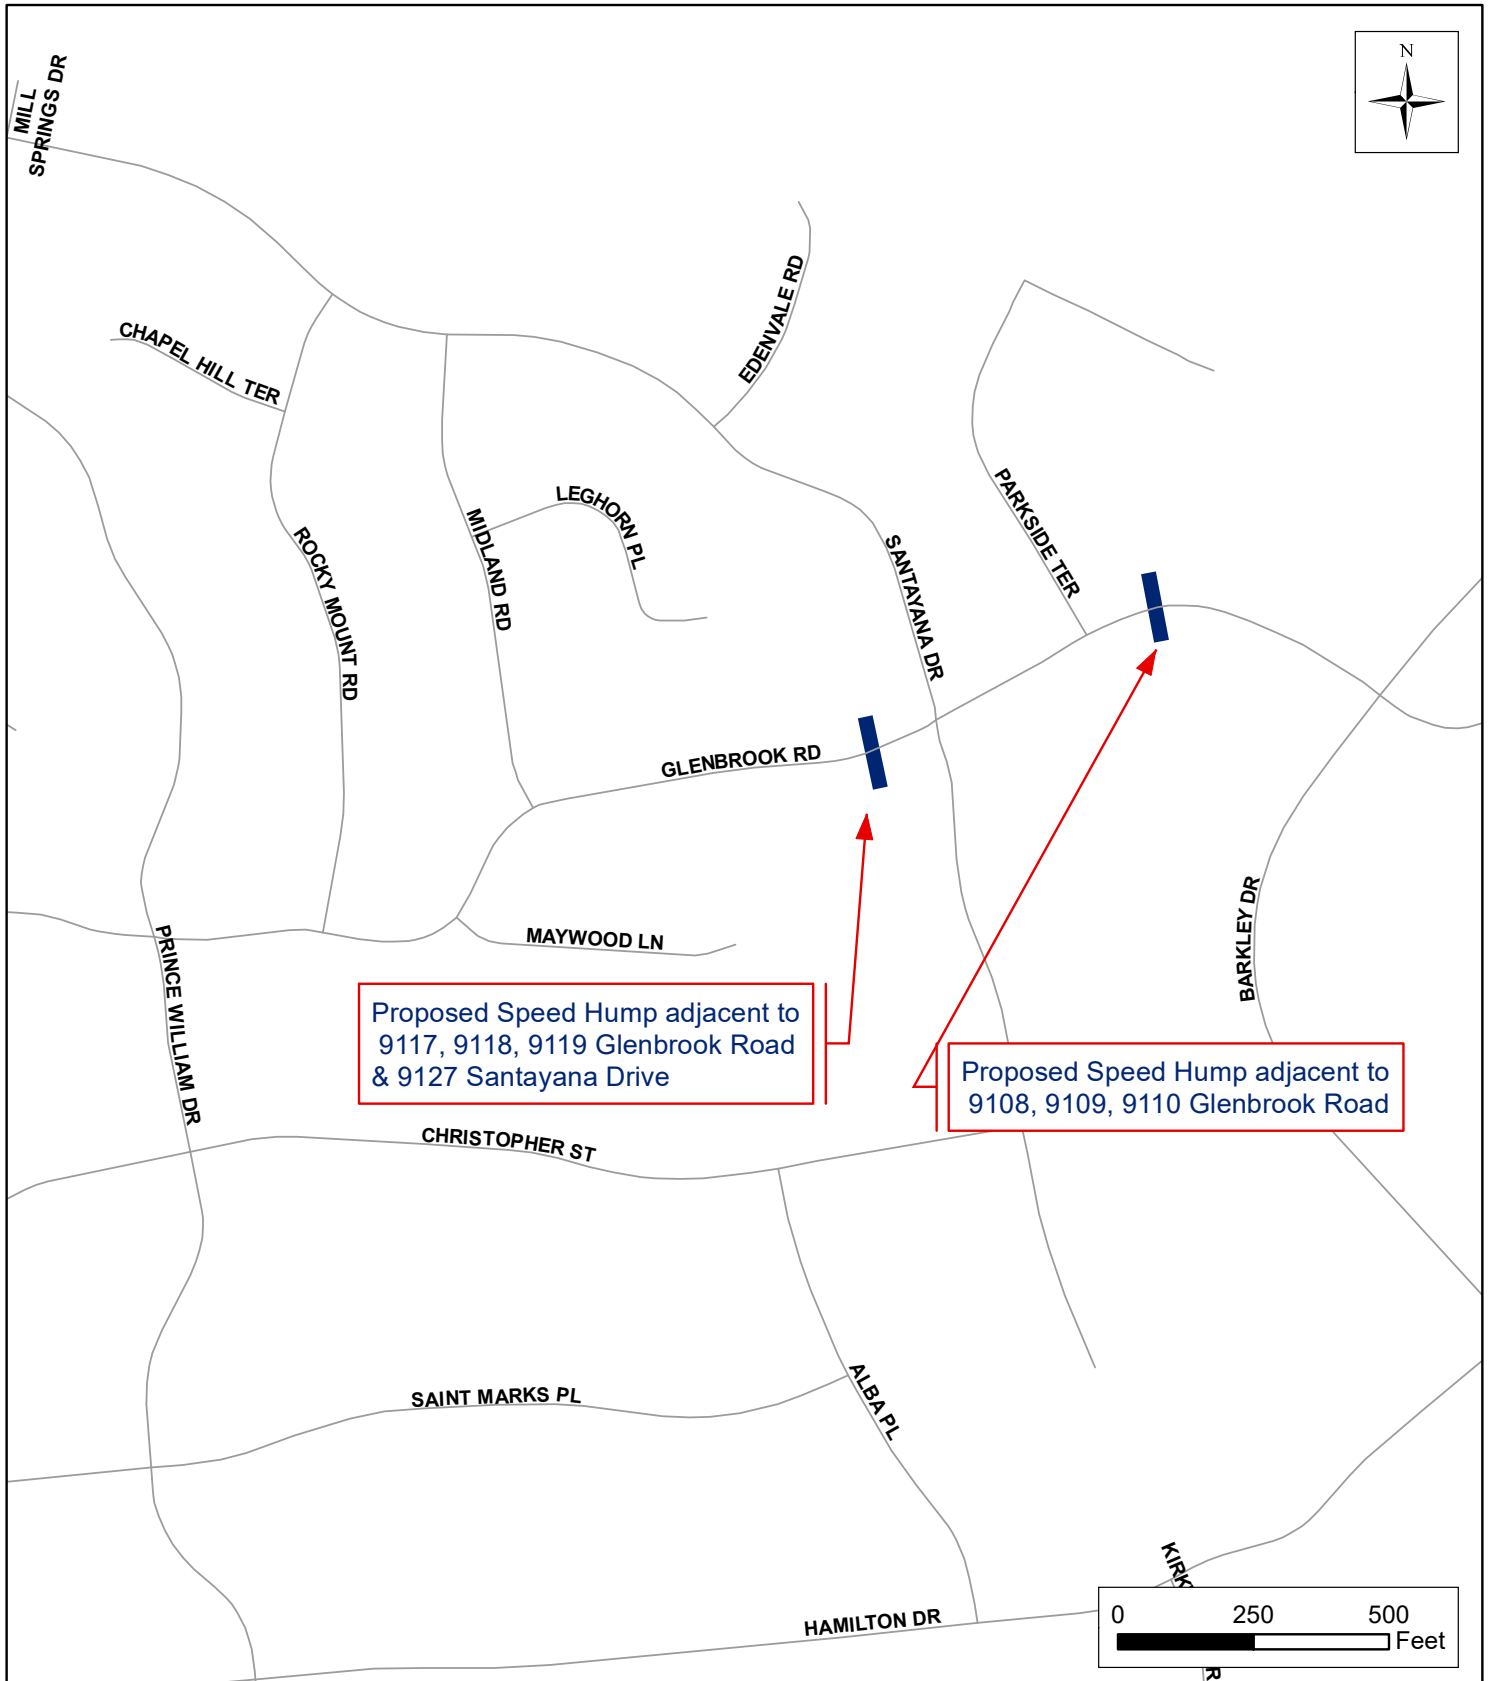 N
MILL
SPRINGS DR
EDENVALE RD
CHAPEL HILL TER
LEGHORN PL
PARKSIDE TER
MIDLAND RD
ROCKY MOUNT RD
SANTAYANA DR
GLENBROOK RD
BARKLEY DR
MAYWOOD LN
PRINCE WILLIAM DR
Proposed Speed Hump adjacent to
9117, 9118, 9119 Glenbrook Road
& 9127 Santayana Drive
Proposed Speed Hump adjacent to
9108, 9109, 9110 Glenbrook Road
CHRISTOPHER ST
SAINT MARKS PL
ALBA PL
HAMILTON DR
0 250 500
Feet